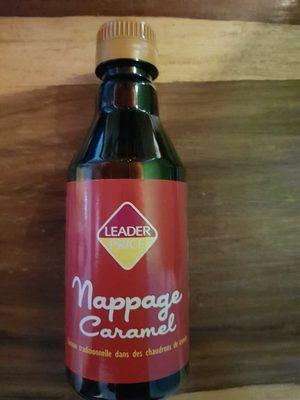 LEADER
PRICE
Nappage
Caramel
traditionnelle dans des chaudrons de